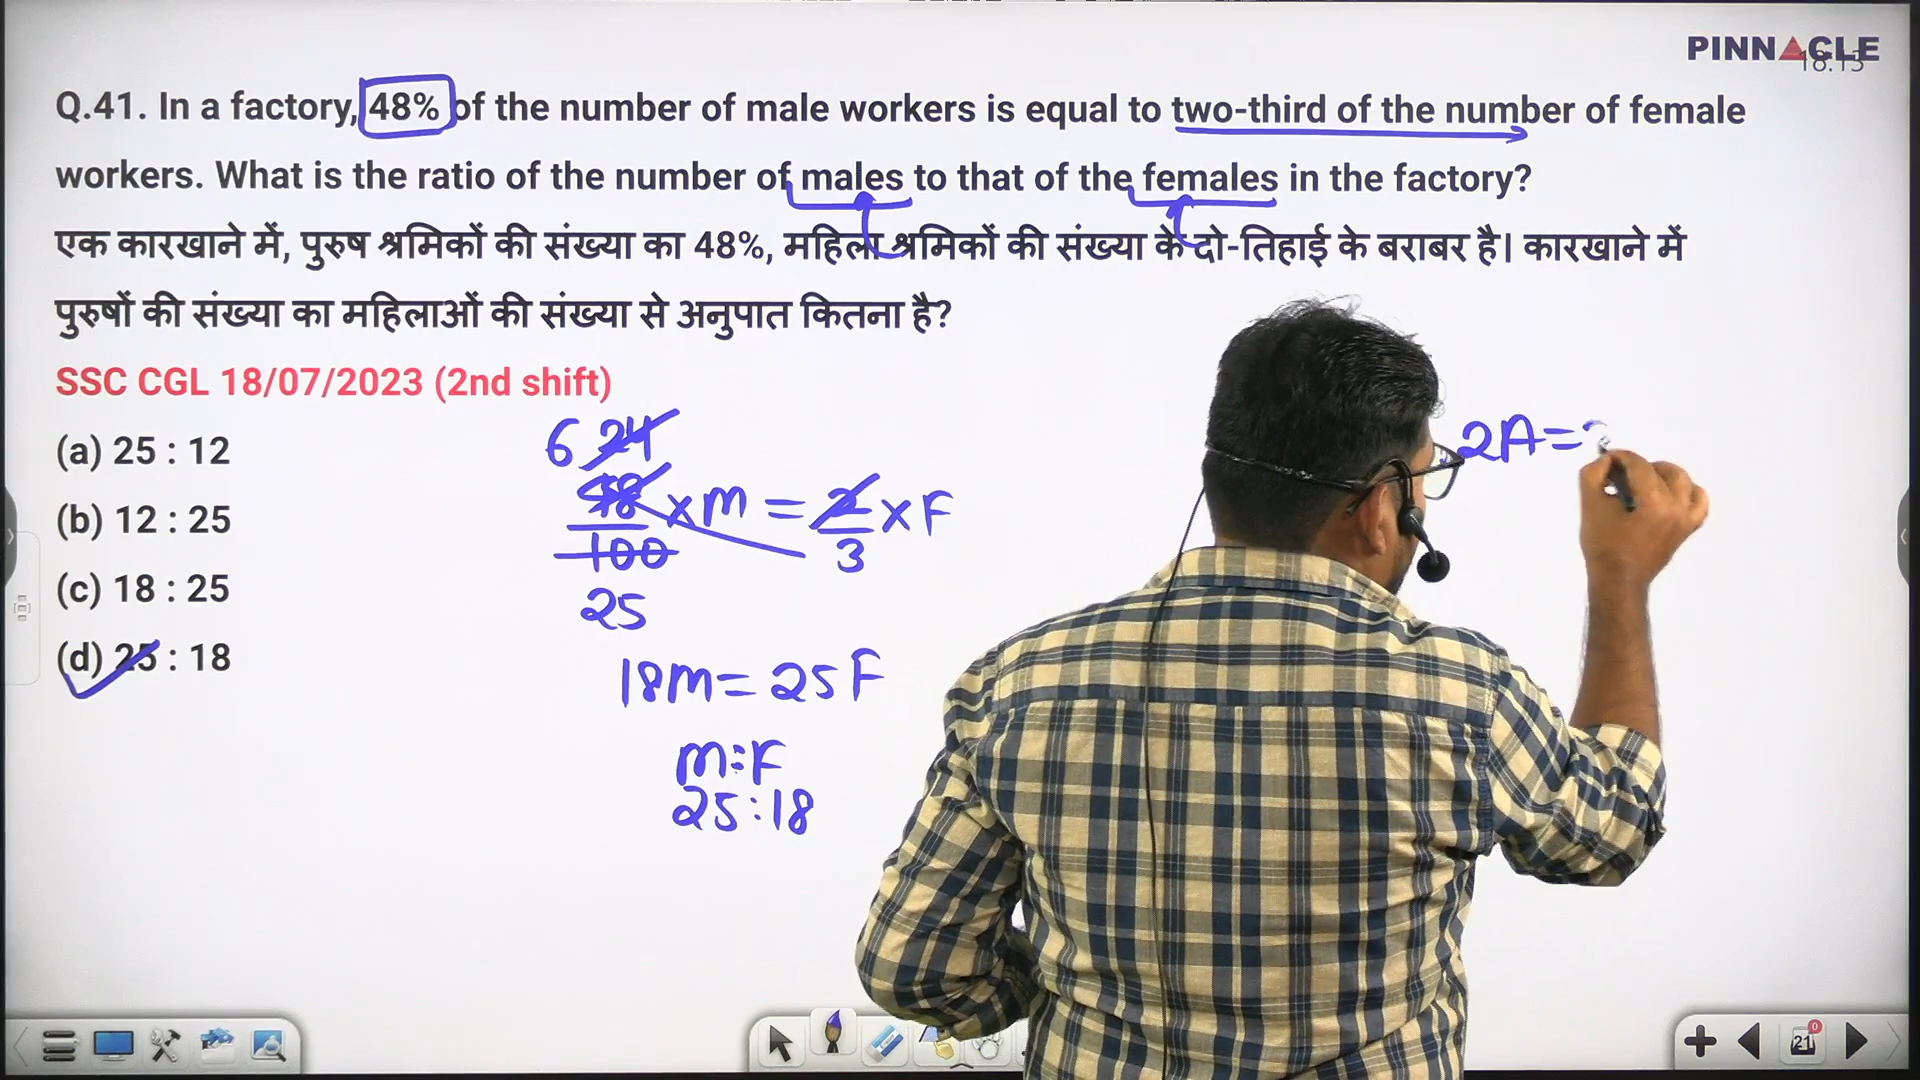 PINNACLE
18:13
Q.41. In a factory, 48% of the number of male workers is equal to two-third of the number of female
workers. What is the ratio of the number of males to that of the females in the factory?
एक कारखाने में, पुरुष श्रमिकों की संख्या का 48%, महिला श्रमिकों की संख्या के दो-तिहाई के बराबर है। कारखाने में
पुरुषों की संख्या का महिलाओं की संख्या से अनुपात कितना है?
SSC CGL 18/07/2023 (2nd shift)
(a) 25 : 12
(b) 12 : 25
(c) 18 : 25
(d) 25 : 18
6 24
48/100 × M = 2/3 × F
25
18M = 25F
M:F
25:18
2A =
21
0